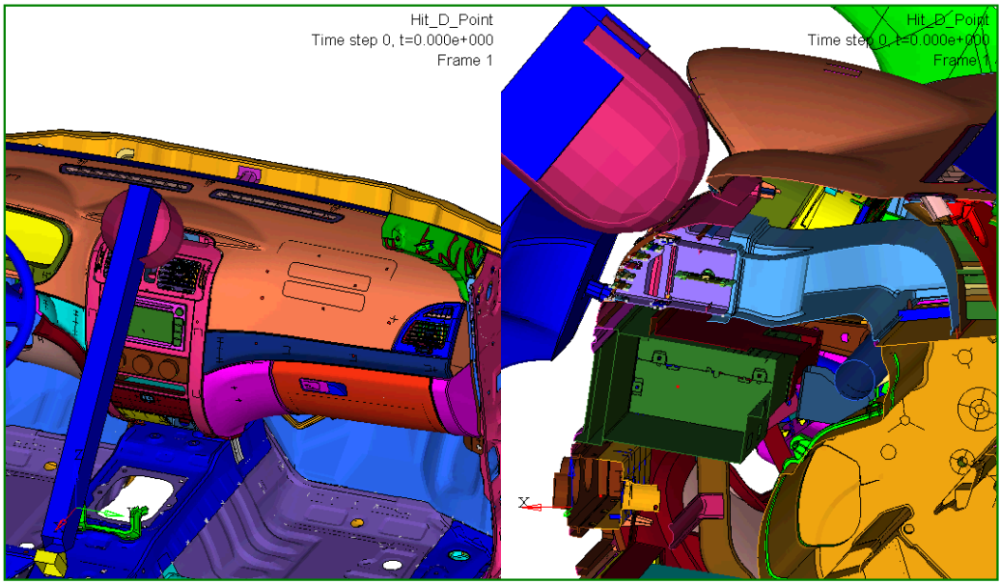 Hit_D_Point
Time step 0, t=0.000e+000
Frame 1
Hit_D_Point
Time step 0, t=0.000e+000
Frame 1
X